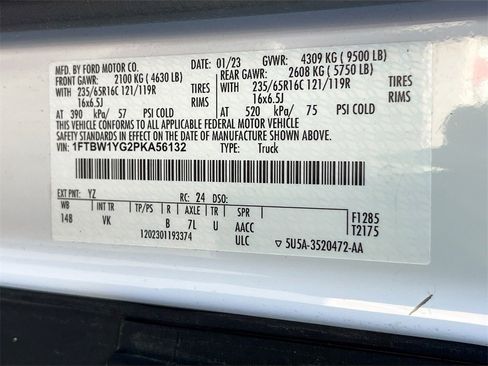 MFD. BY FORD MOTOR CO. 01/23 GVWR: 4309 KG (9500 LB)
FRONT GAWR: 2100 KG (4630 LB) REAR GAWR: 2608 KG (5750 LB)
WITH 235/65R16C 121/119R TIRES WITH 235/65R16C 121/119R TIRES
16x6.5J RIMS 16x6.5J RIMS
AT 390 kPa/ 57 PSI COLD AT 520 kPa/ 75 PSI COLD
THIS VEHICLE CONFORMS TO ALL APPLICABLE FEDERAL MOTOR VEHICLE
SAFETY STANDARDS IN EFFECT ON THE DATE OF MANUFACTURE SHOWN ABOVE.
VIN: 1FTBW1YG2PKA56132 TYPE: Truck
EXT PNT: YZ RC: 24 DSO:
WB INT TR TP/PS R AXLE TR SPR F1285
148 VK B 7L U AACC T2175
120230119374 ULC 5U5A-3520472-AA